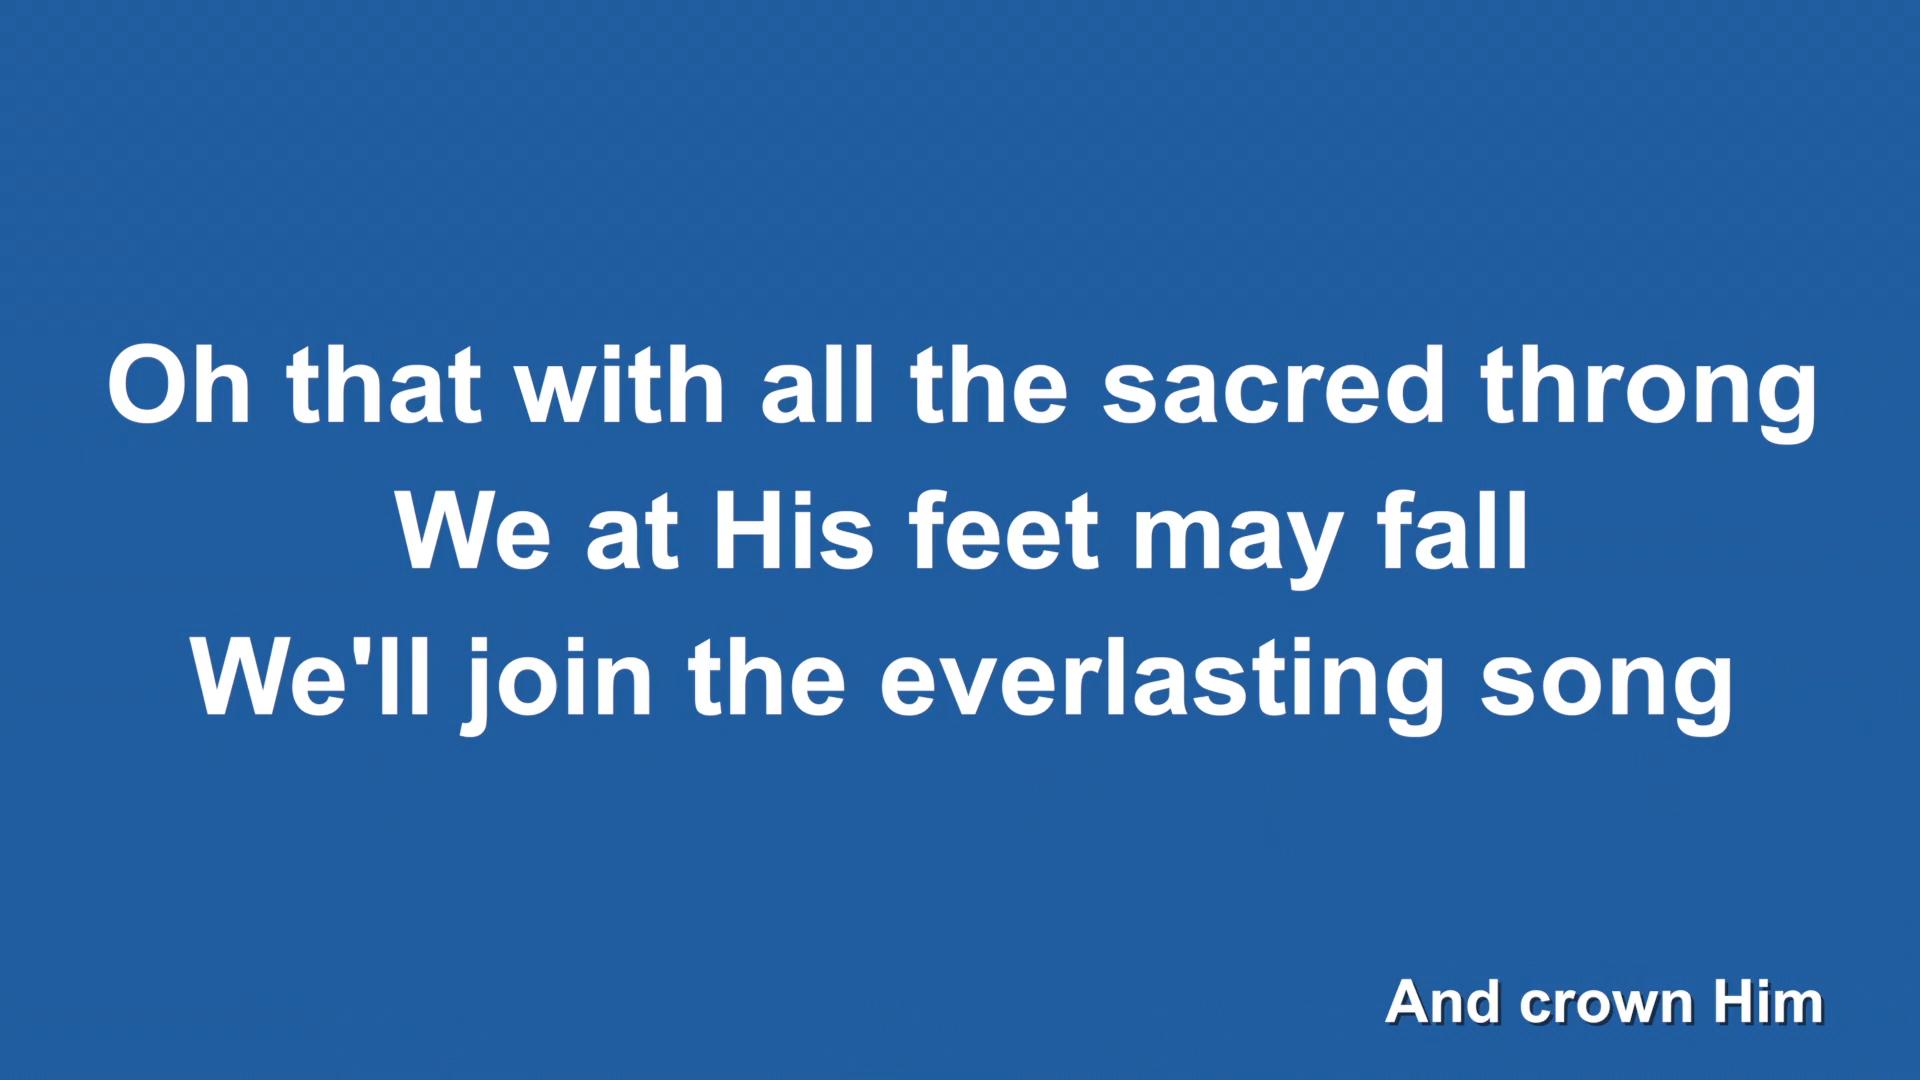 Oh that with all the sacred throng
We at His feet may fall
We'll join the everlasting song
And crown Him